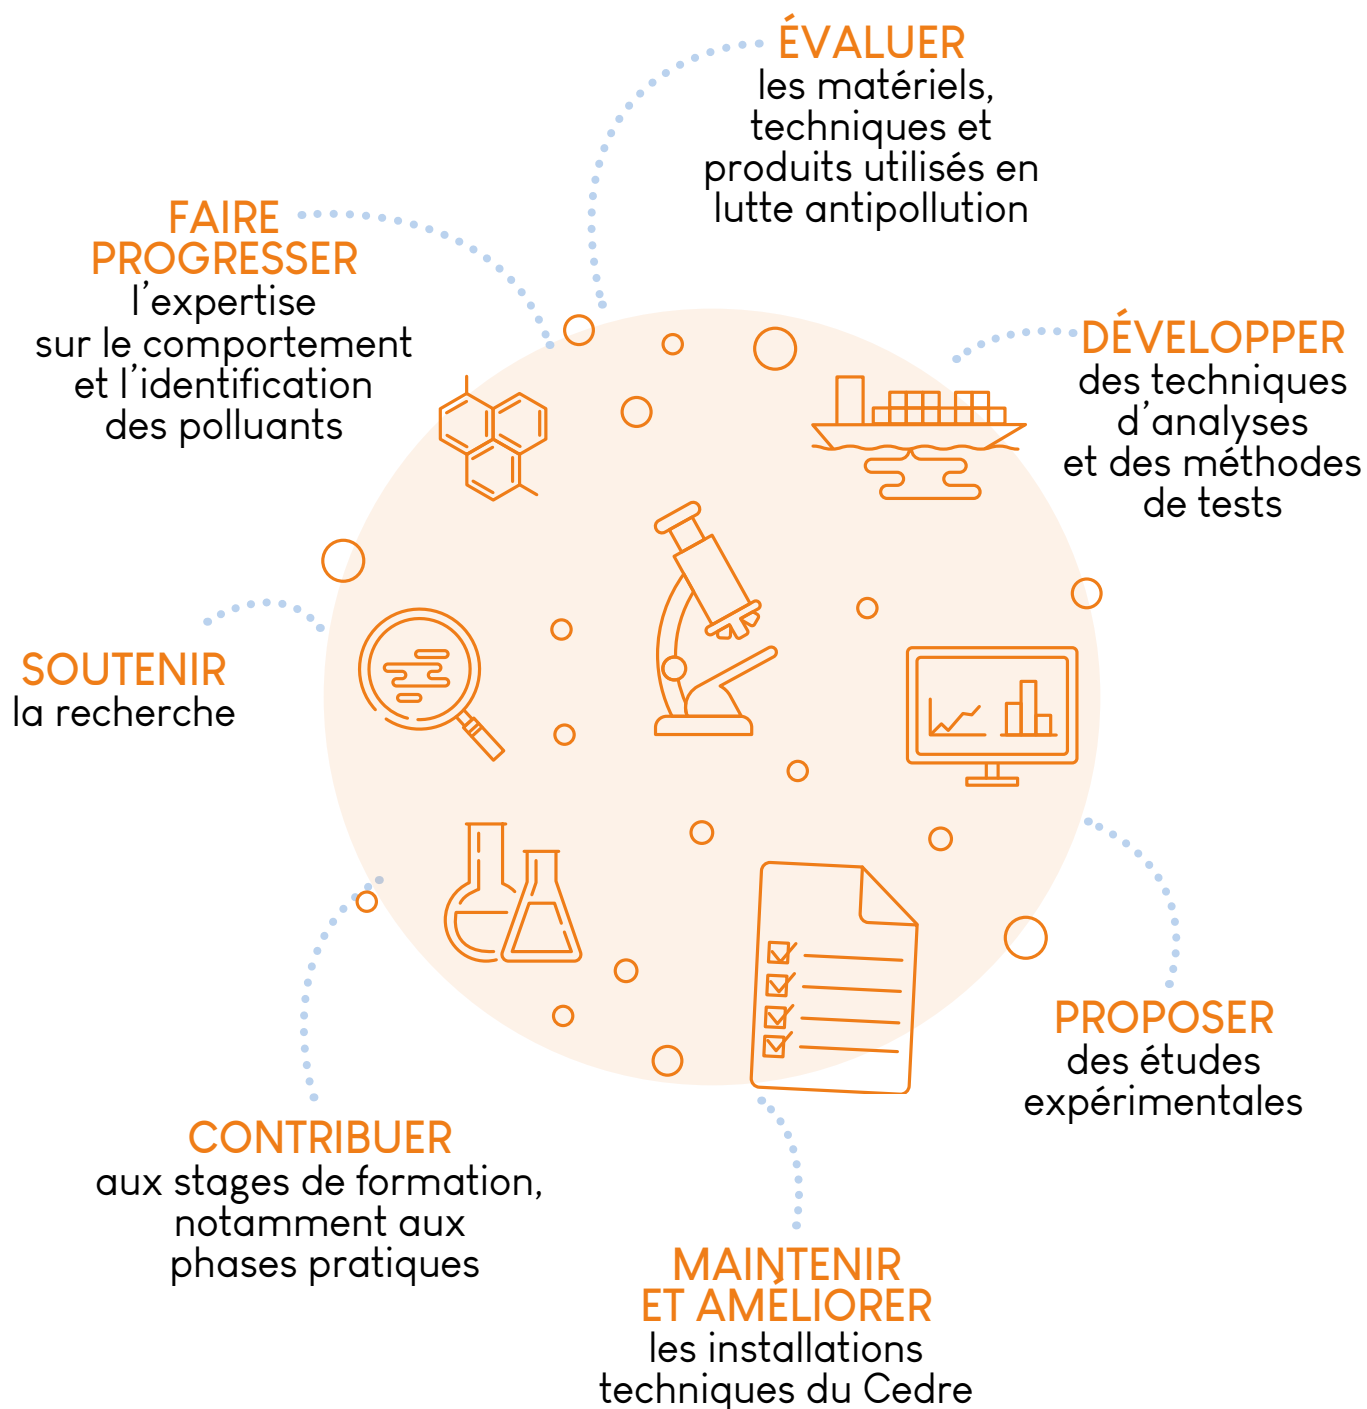 ÉVALUER
les matériels,
techniques et
produits utilisés en
lutte antipollution
FAIRE
PROGRESSER
l'expertise
sur le comportement
et l'identification
des polluants
DÉVELOPPER
des techniques
d'analyses
et des méthodes
de tests
SOUTENIR
la recherche
PROPOSER
des études
expérimentales
CONTRIBUER
aux stages de formation,
notamment aux
phases pratiques
MAINTENIR
ET AMÉLIORER
les installations
techniques du Cedre